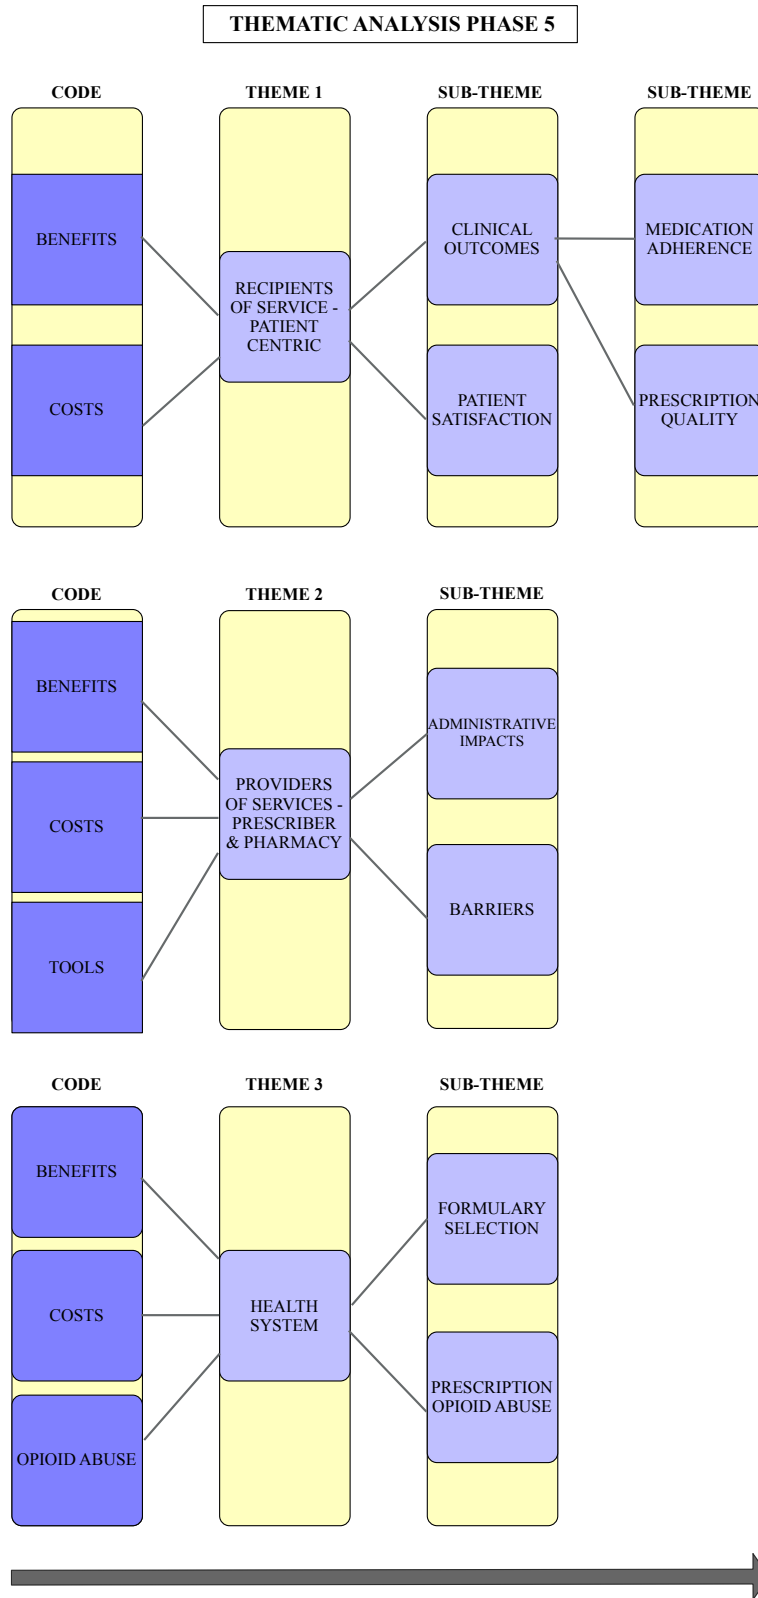 THEMATIC ANALYSIS PHASE 5
CODE
THEME 1
SUB-THEME
SUB-THEME
BENEFITS
COSTS
RECIPIENTS
OF SERVICE -
PATIENT
CENTRIC
CLINICAL
OUTCOMES
PATIENT
SATISFACTION
MEDICATION
ADHERENCE
PRESCRIPTION
QUALITY
CODE
THEME 2
SUB-THEME
BENEFITS
COSTS
TOOLS
PROVIDERS
OF SERVICES -
PRESCRIBER
& PHARMACY
ADMINISTRATIVE
IMPACTS
BARRIERS
CODE
THEME 3
SUB-THEME
BENEFITS
COSTS
OPIOID ABUSE
HEALTH
SYSTEM
FORMULARY
SELECTION
PRESCRIPTION
OPIOID ABUSE